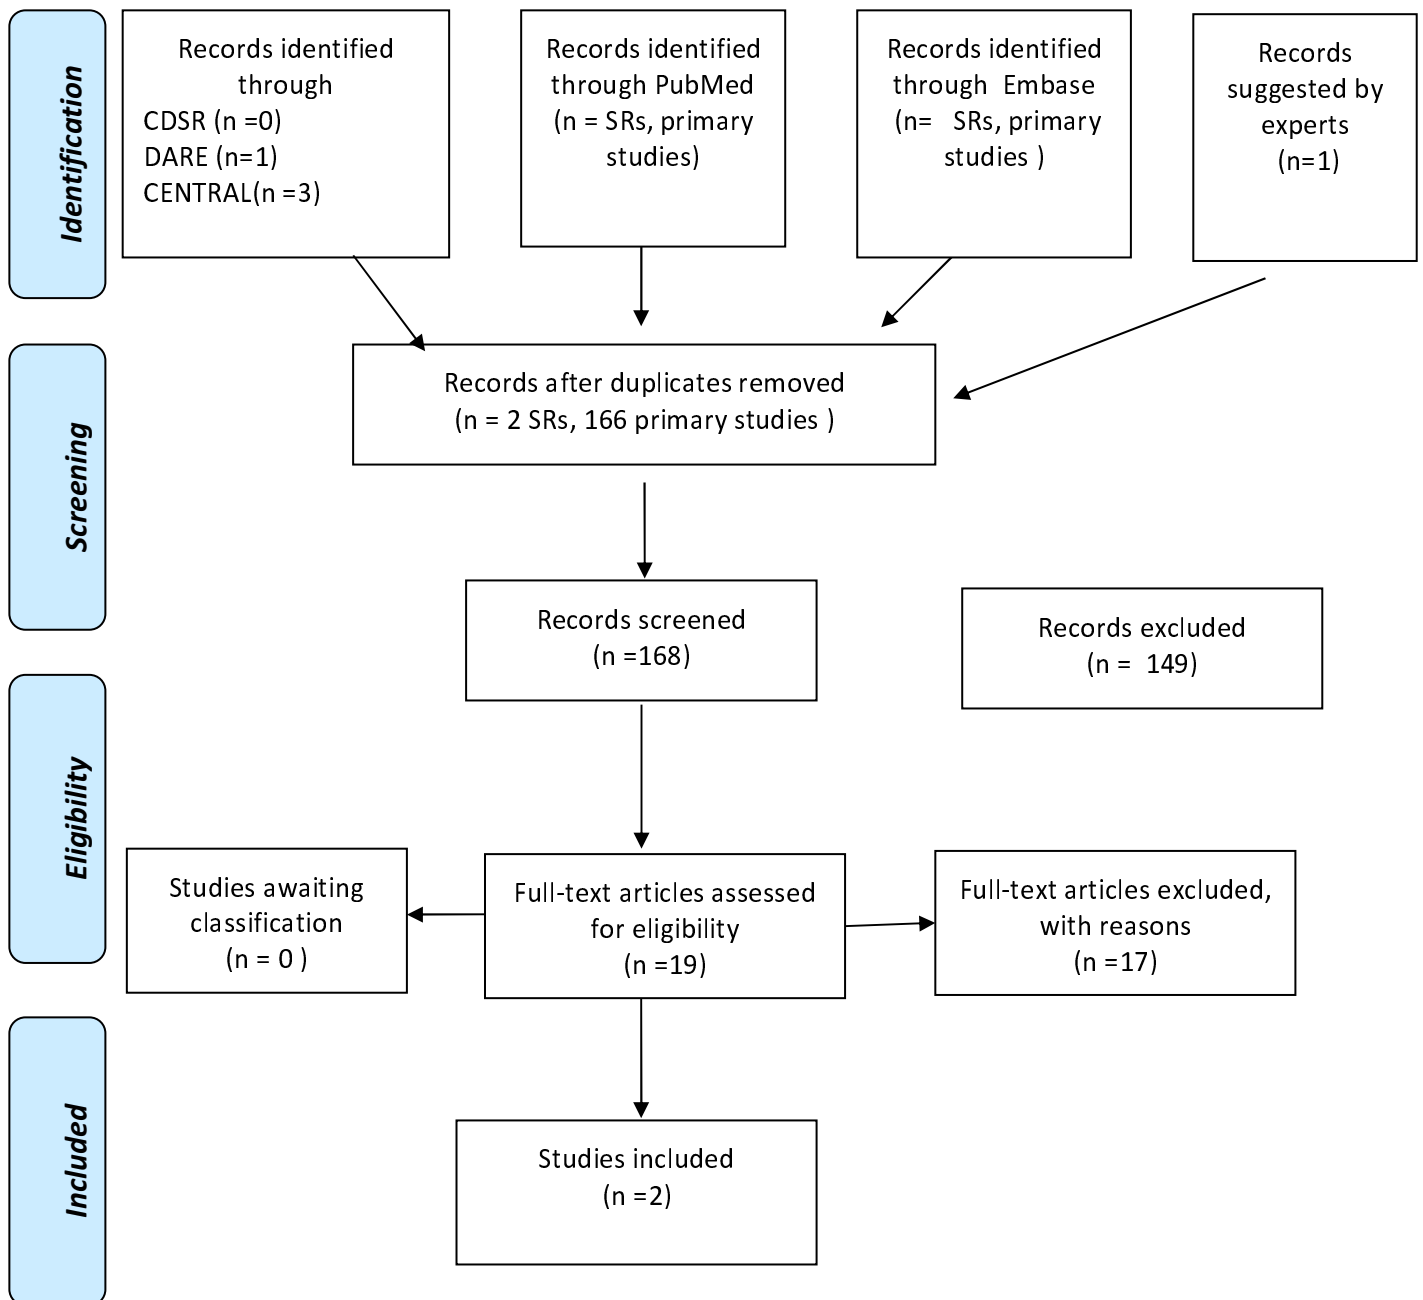 Identification
Records identified
through
CDSR (n =0)
DARE (n=1)
CENTRAL(n =3)
Records identified
through PubMed
(n = SRs, primary
studies)
Records identified
through Embase
(n= SRs, primary
studies )
Records
suggested by
experts
(n=1)
Screening
Records after duplicates removed
(n = 2 SRs, 166 primary studies )
Records screened
(n =168)
Records excluded
(n = 149)
Eligibility
Studies awaiting
classification
(n = 0 )
Full-text articles assessed
for eligibility
(n =19)
Full-text articles excluded,
with reasons
(n =17)
Included
Studies included
(n =2)